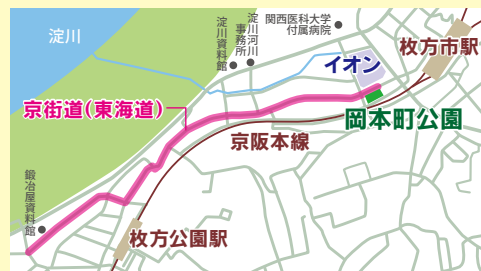 淀川
淀川資料館
淀川河川
事務所
関西医科大学
付属病院
枚方市駅
イオン
京街道(東海道)
岡本町公園
京阪本線
鍛冶屋資料館
枚方公園駅